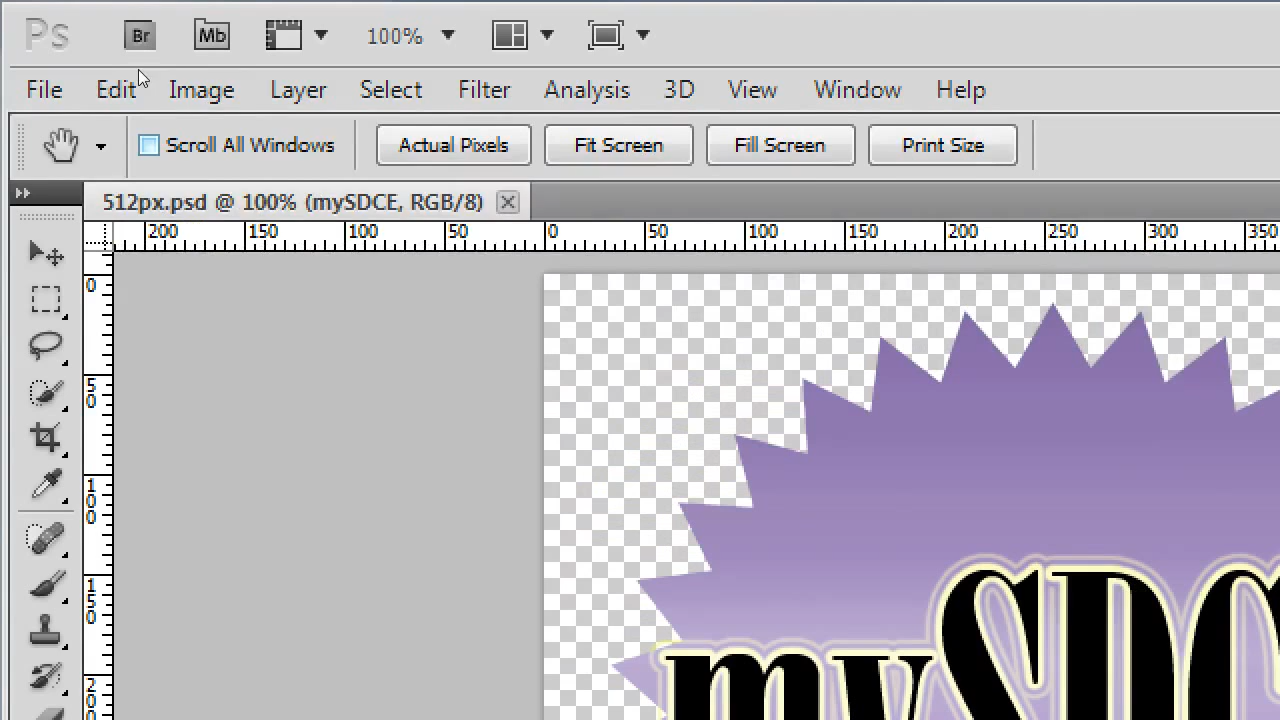 Ps Br Mb 100%
File Edit Image Layer Select Filter Analysis 3D View Window Help
Scroll All Windows Actual Pixels Fit Screen Fill Screen Print Size
512px.psd @ 100% (mySDCE, RGB/8)
200 150 100 50 0 50 100 150 200 250 300 350
0
50
100
150
200
mySDC